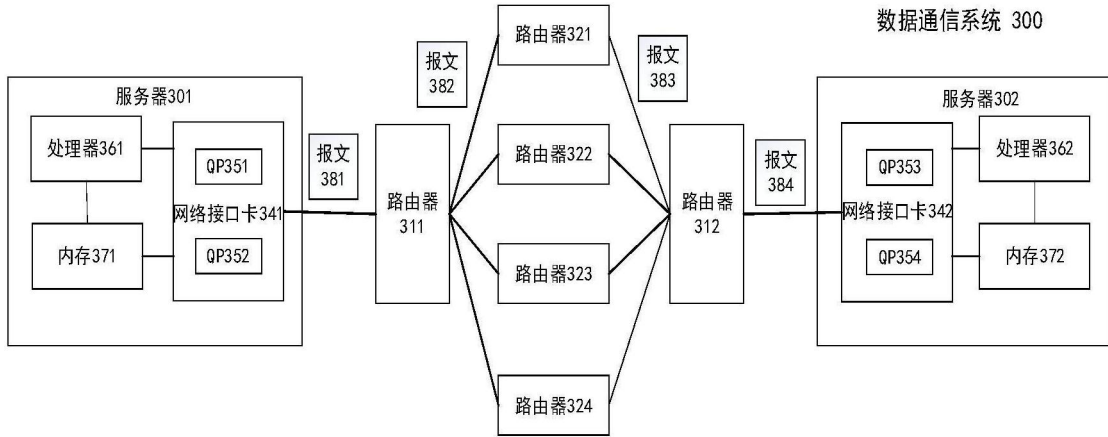 数据通信系统 300
服务器301
处理器361
内存371
网络接口卡341
QP351
QP352
报文
381
路由器
311
报文
382
路由器321
路由器322
路由器323
路由器324
报文
383
路由器
312
报文
384
服务器302
网络接口卡342
QP353
QP354
处理器362
内存372